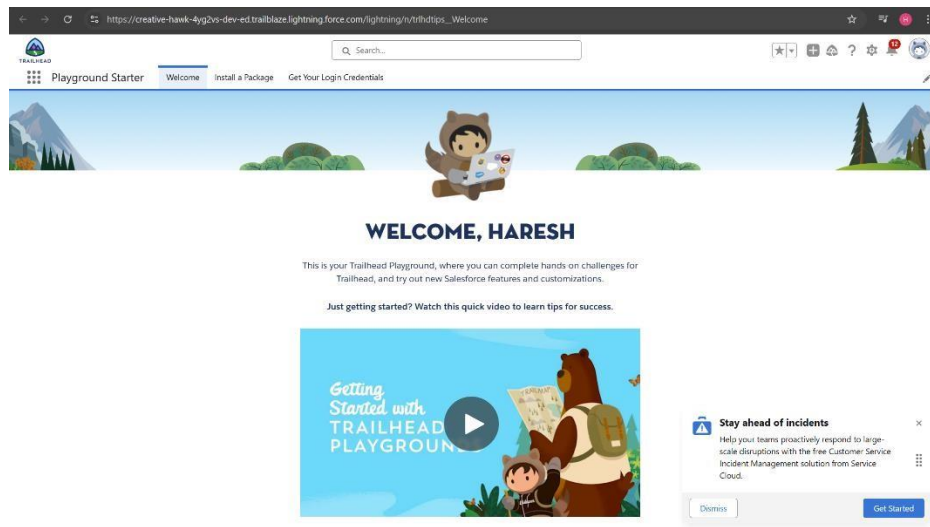 https://creative-hawk-4yg2vs-dev-ed.trailblaze.lightning.force.com/lightning/n/trlhdtips__Welcome
H
TRAILHEAD
Search...
12
Playground Starter Welcome Install a Package Get Your Login Credentials
WELCOME, HARESH
This is your Trailhead Playground, where you can complete hands on challenges for
Trailhead, and try out new Salesforce features and customizations.
Just getting started? Watch this quick video to learn tips for success.
Getting
Started with
TRAILHEAD
PLAYGROUNDS
Stay ahead of incidents
Help your teams proactively respond to large-
scale disruptions with the free Customer Service
Incident Management solution from Service
Cloud.
Dismiss Get Started